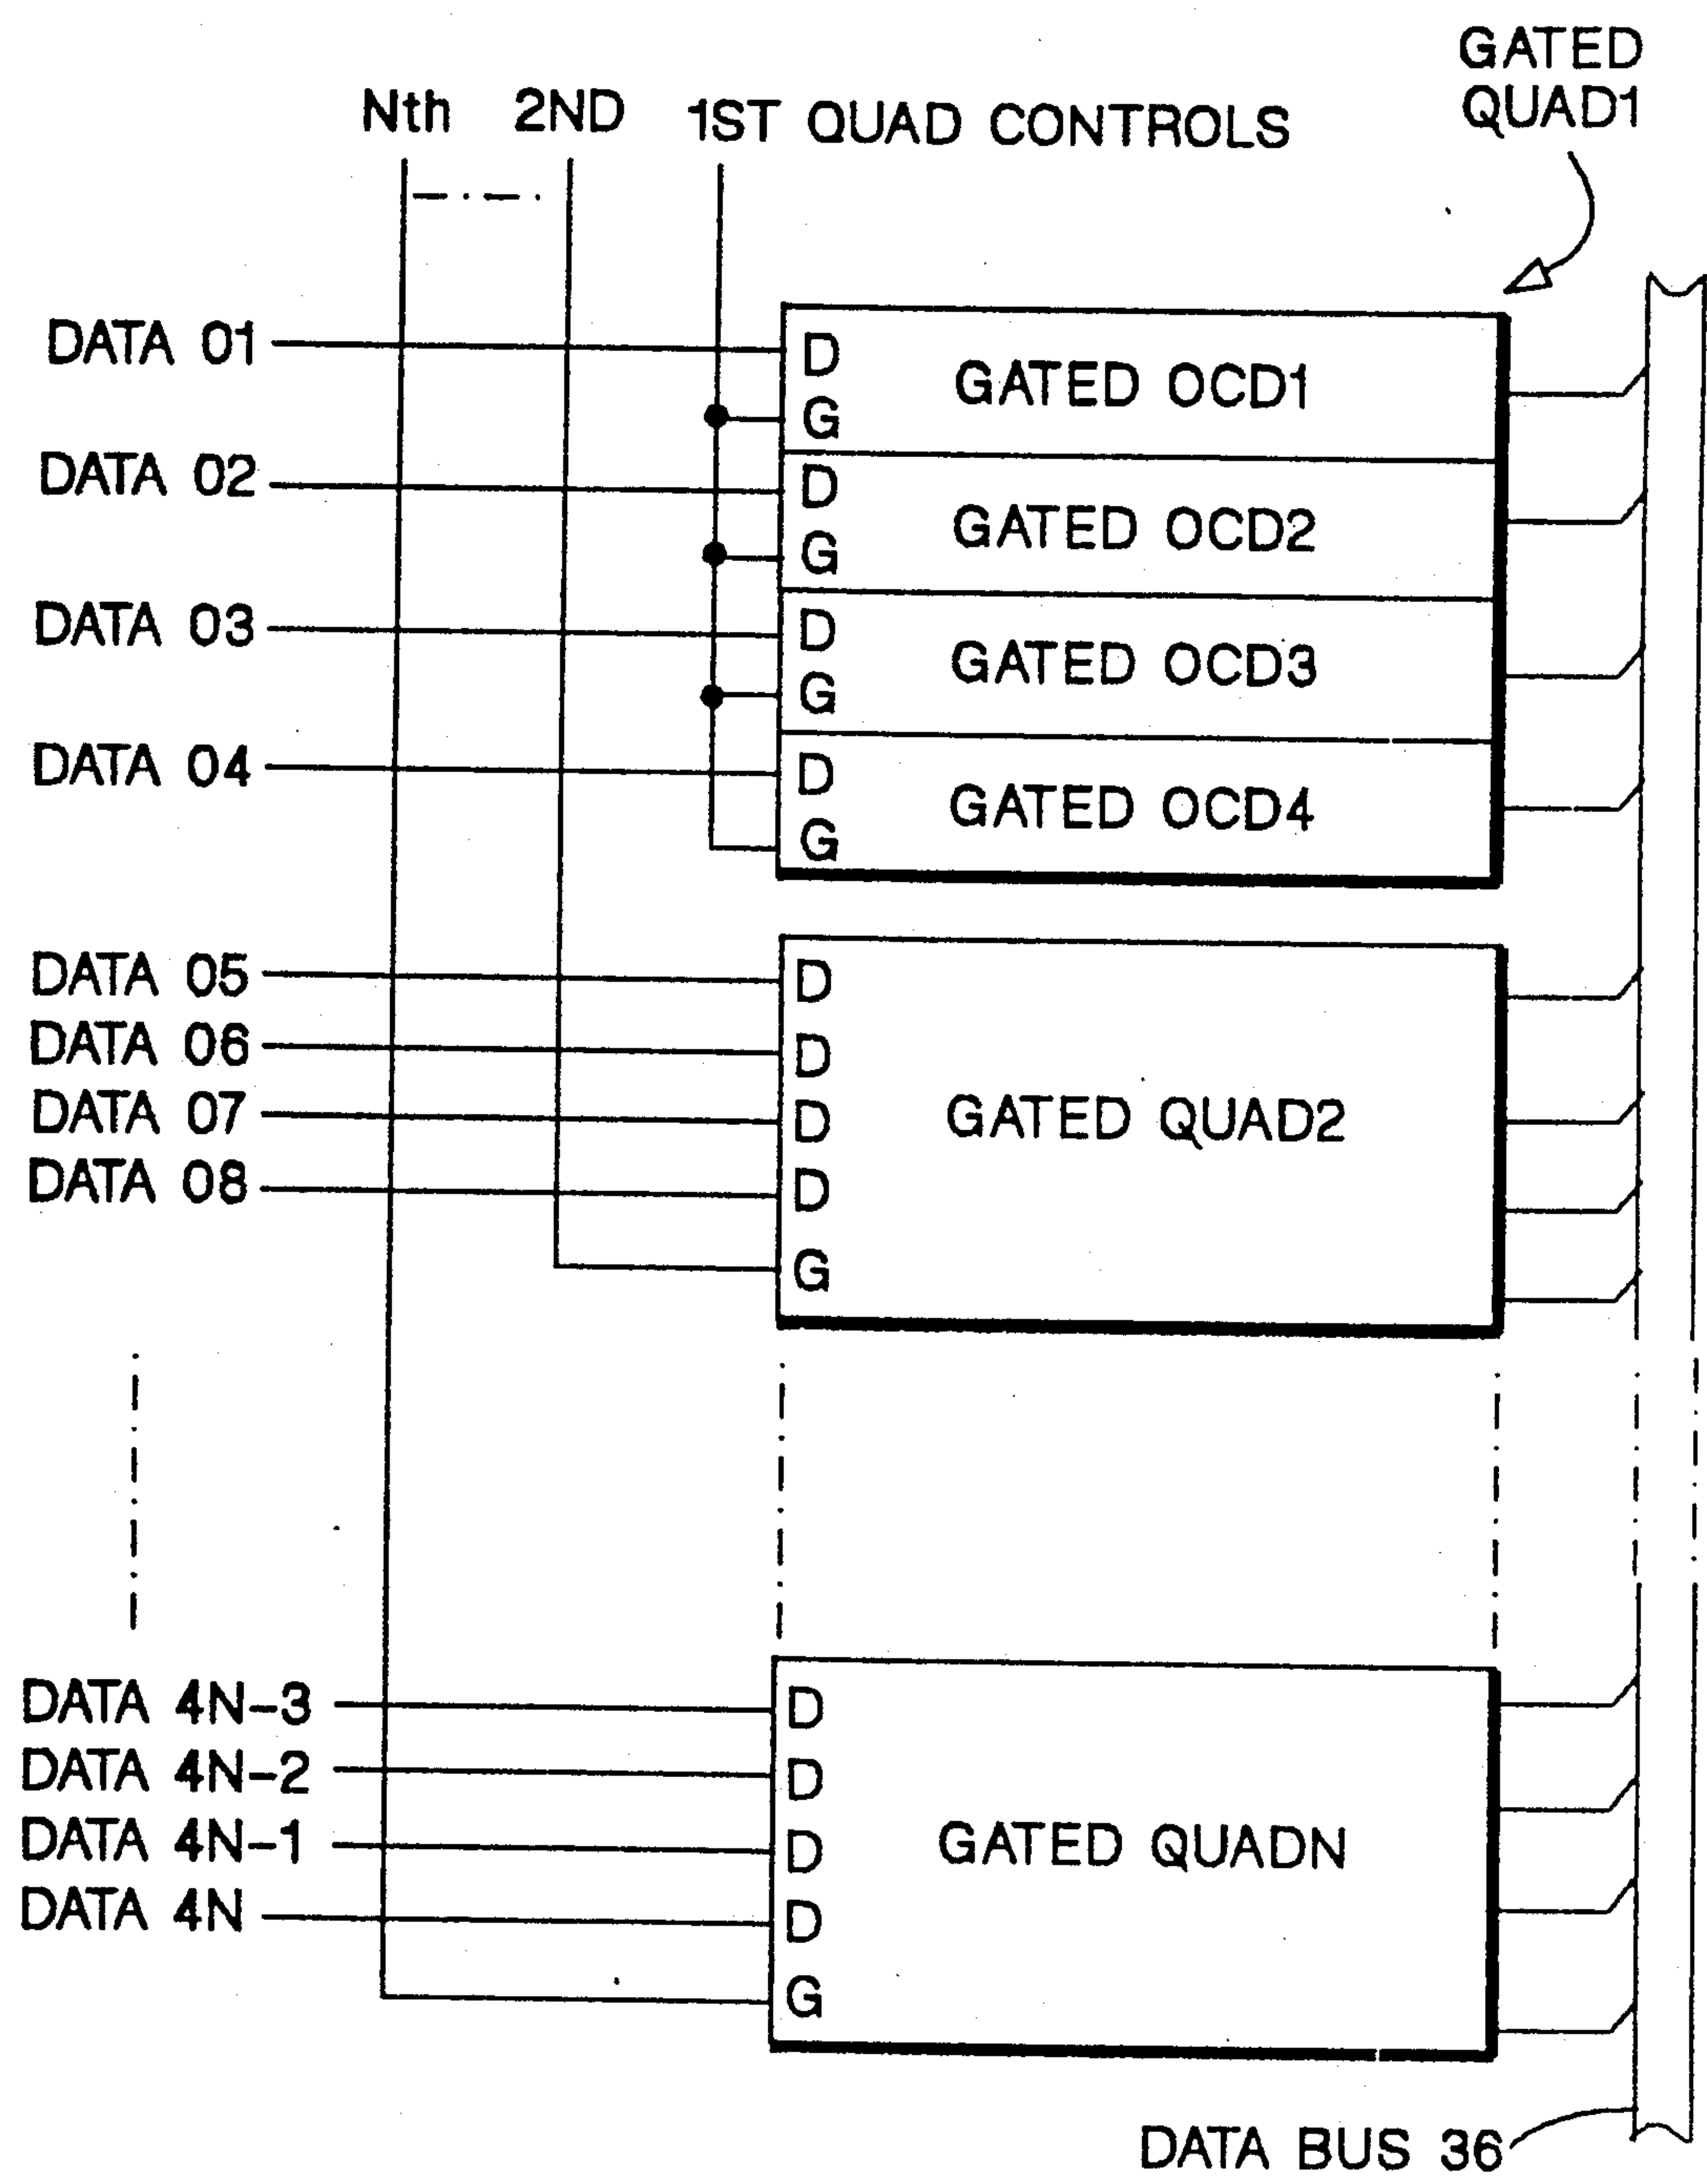 GATED
QUAD1
Nth 2ND 1ST QUAD CONTROLS
DATA 01
D
G
GATED OCD1
DATA 02
D
G
GATED OCD2
DATA 03
D
G
GATED OCD3
DATA 04
D
G
GATED OCD4
DATA 05
DATA 06
DATA 07
DATA 08
D
D
D
D
G
GATED QUAD2
DATA 4N-3
DATA 4N-2
DATA 4N-1
DATA 4N
D
D
D
D
G
GATED QUADN
DATA BUS 36